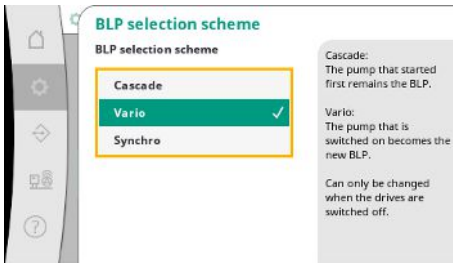 BLP selection scheme
BLP selection scheme
Cascade
Vario
Synchro
Cascade:
The pump that started
first remains the BLP.
Vario:
The pump that is
switched on becomes the
new BLP.
Can only be changed
when the drives are
switched off.
?